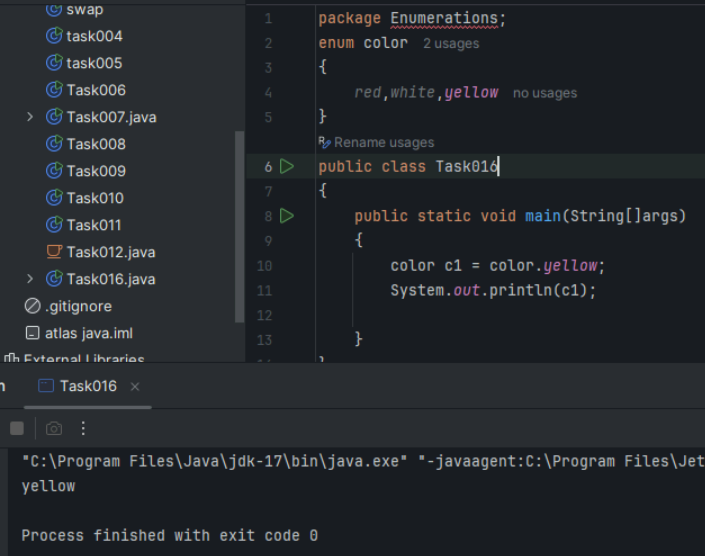 swap
task004
task005
Task006
Task007.java
Task008
Task009
Task010
Task011
Task012.java
Task016.java
.gitignore
atlas java.iml
External Libraries
1 package Enumerations;
2 enum color 2 usages
3 {
4 red,white,yellow no usages
5 }
Rename usages
6 public class Task016
7 {
8 public static void main(String[]args)
9 {
10 color c1 = color.yellow;
11 System.out.println(c1);
12
13 }
Task016
"C:\Program Files\Java\jdk-17\bin\java.exe" "-javaagent:C:\Program Files\Jet
yellow
Process finished with exit code 0